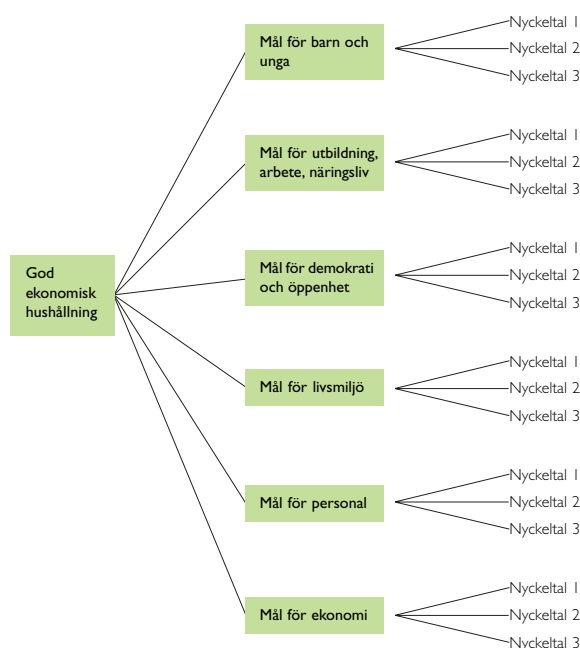 God
ekonomisk
hushållning
Mål för barn och
unga
Nyckeltal 1
Nyckeltal 2
Nyckeltal 3
Mål för utbildning,
arbete, näringsliv
Nyckeltal 1
Nyckeltal 2
Nyckeltal 3
Mål för demokrati
och öppenhet
Nyckeltal 1
Nyckeltal 2
Nyckeltal 3
Mål för livsmiljö
Nyckeltal 1
Nyckeltal 2
Nyckeltal 3
Mål för personal
Nyckeltal 1
Nyckeltal 2
Nyckeltal 3
Mål för ekonomi
Nyckeltal 1
Nyckeltal 2
Nyckeltal 3